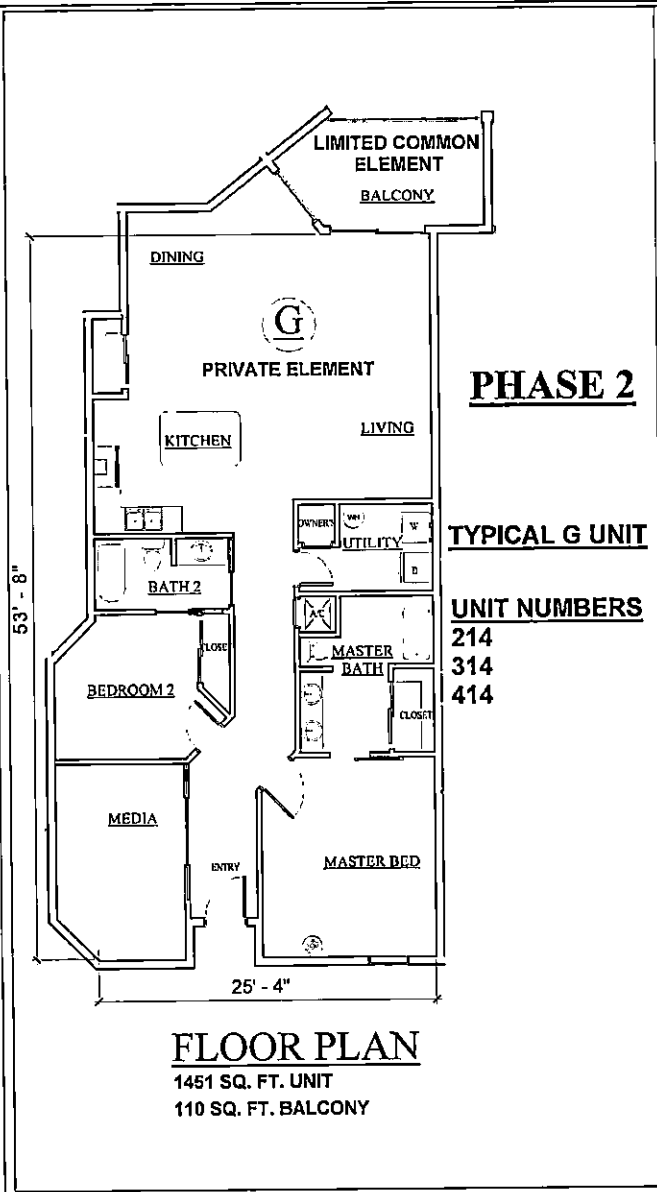 LIMITED COMMON
ELEMENT
BALCONY
DINING
G
PRIVATE ELEMENT
PHASE 2
LIVING
KITCHEN
OWNER'S
WH
W
UTILITY
TYPICAL G UNIT
D
BATH 2
53' - 8"
UNIT NUMBERS
214
314
414
A/C
MASTER
BATH
CLOSE
BEDROOM 2
CLOSET
MEDIA
ENTRY
MASTER BED
25' - 4"
FLOOR PLAN
1451 SQ. FT. UNIT
110 SQ. FT. BALCONY